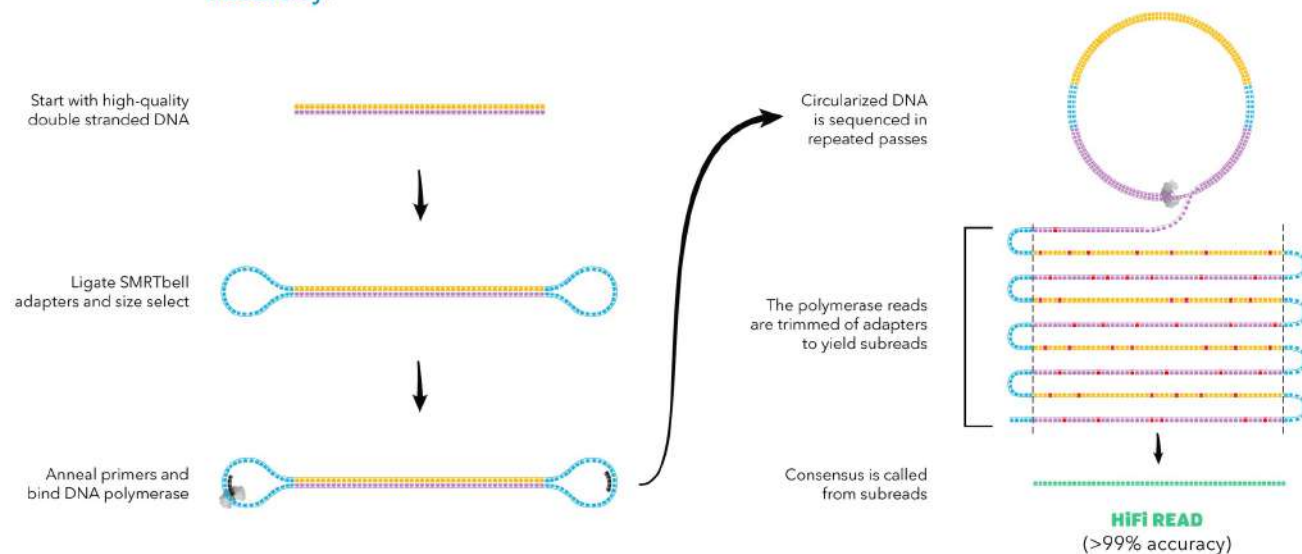 Start with high-quality
double stranded DNA
Ligate SMRTbell
adapters and size select
Anneal primers and
bind DNA polymerase
Circularized DNA
is sequenced in
repeated passes
The polymerase reads
are trimmed of adapters
to yield subreads
Consensus is called
from subreads
HiFi READ
(>99% accuracy)